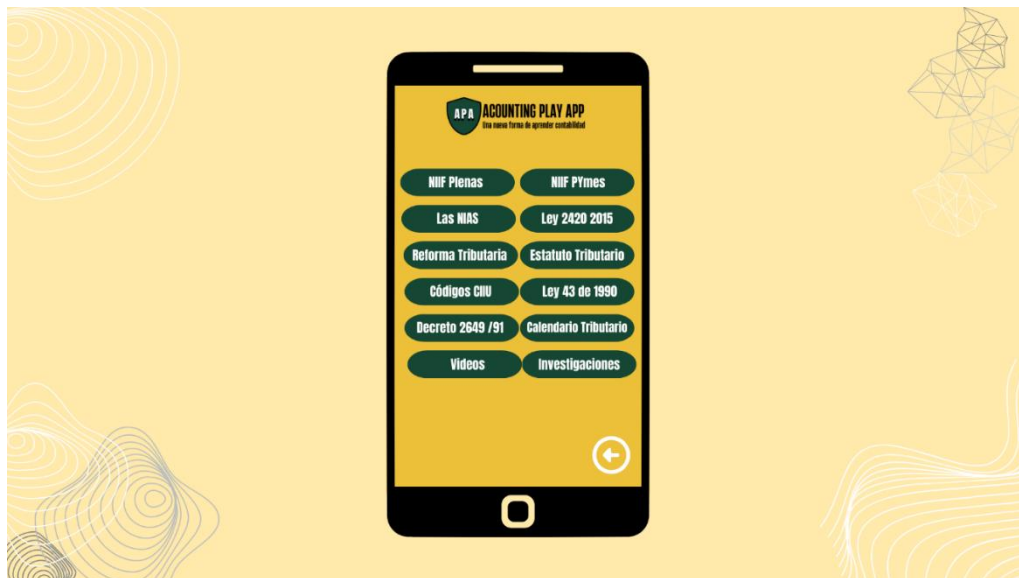 APA
ACOUNTING PLAY APP
Una nueva forma de aprender contabilidad
NIIF Plenas
NIIF PYmes
Las NIAS
Ley 2420 2015
Reforma Tributaria
Estatuto Tributario
Códigos CIIU
Ley 43 de 1990
Decreto 2649 /91
Calendario Tributario
Videos
Investigaciones